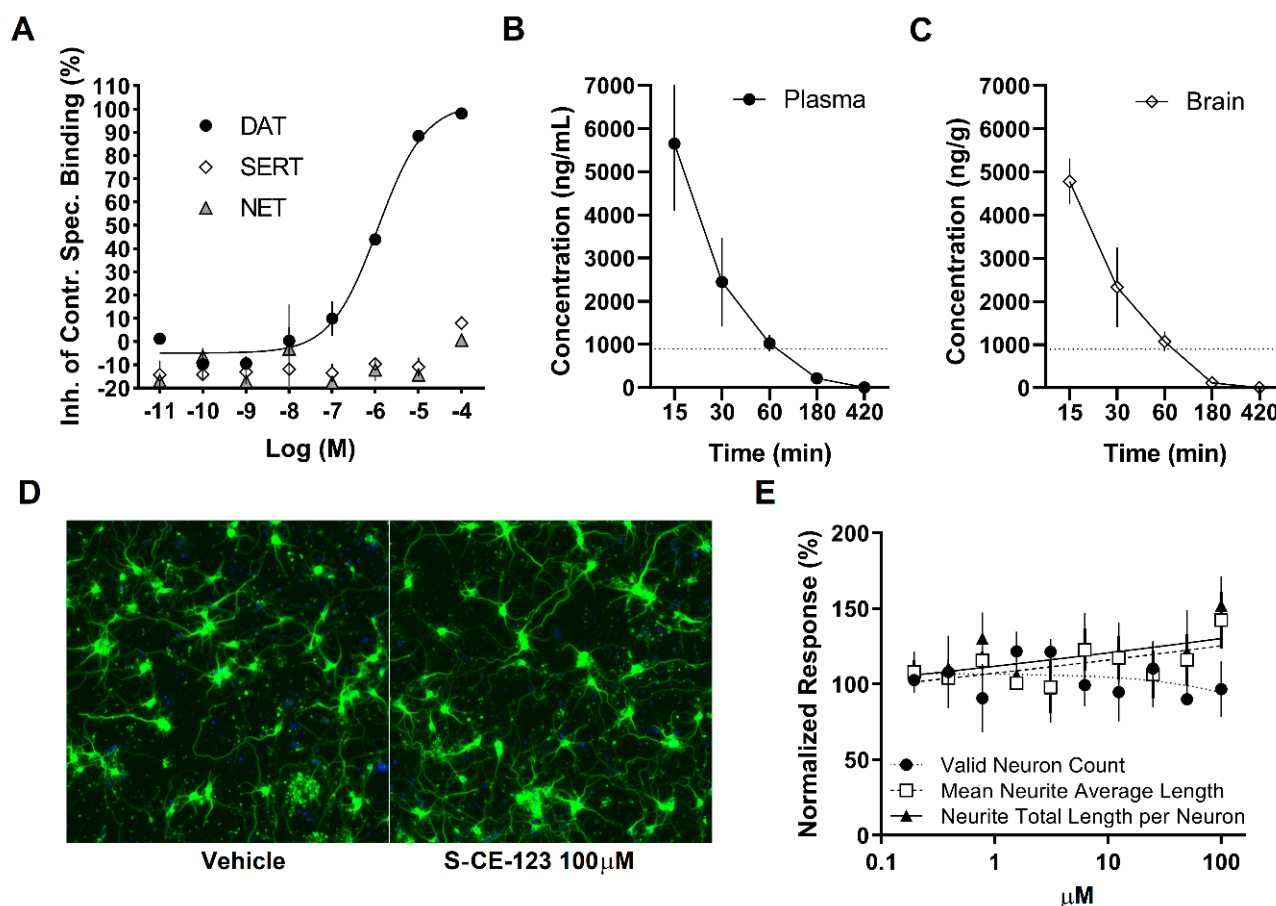 A
Inh. of Contr. Spec. Binding (%)
110
100
90
80
70
60
50
40
30
20
10
0
-10
-20
DAT
SERT
NET
-11 -10 -9 -8 -7 -6 -5 -4
Log (M)
B
Concentration (ng/mL)
7000
6000
5000
4000
3000
2000
1000
0
Plasma
15 30 60 180 420
Time (min)
C
Concentration (ng/g)
7000
6000
5000
4000
3000
2000
1000
0
Brain
15 30 60 180 420
Time (min)
D
Vehicle
S-CE-123 100μM
E
Normalized Response (%)
200
150
100
50
0
Valid Neuron Count
Mean Neurite Average Length
Neurite Total Length per Neuron
0.1 1 10 100
μM